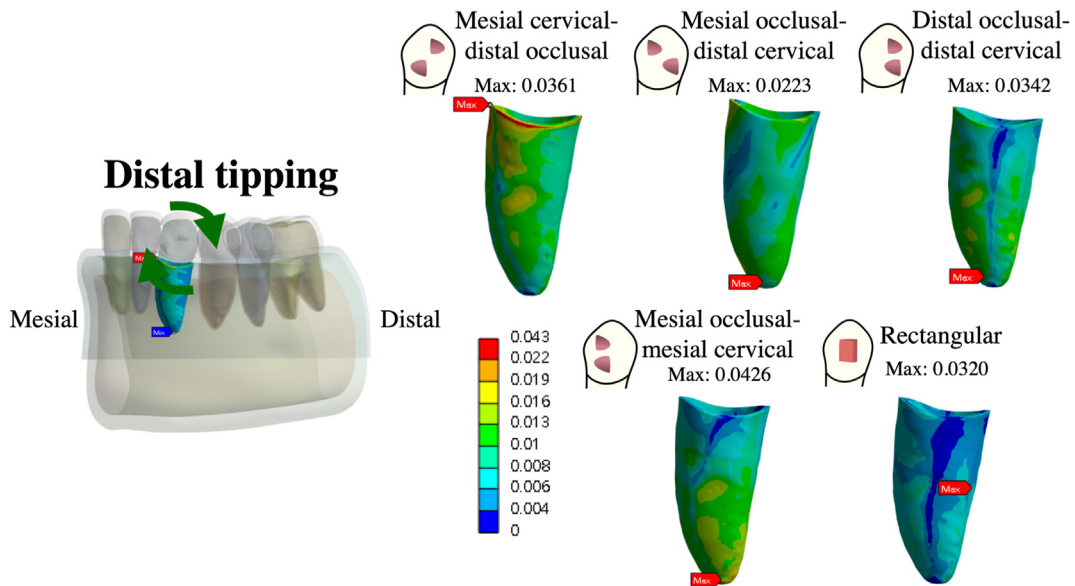 Mesial cervical-
distal occlusal
Max: 0.0361
Max
Mesial occlusal-
distal cervical
Max: 0.0223
Max
Distal occlusal-
distal cervical
Max: 0.0342
Max
Distal tipping
Mesial
Distal
Min
0.043
0.022
0.019
0.016
0.013
0.01
0.008
0.006
0.004
0
Mesial occlusal-
mesial cervical
Max: 0.0426
Max
Rectangular
Max: 0.0320
Max